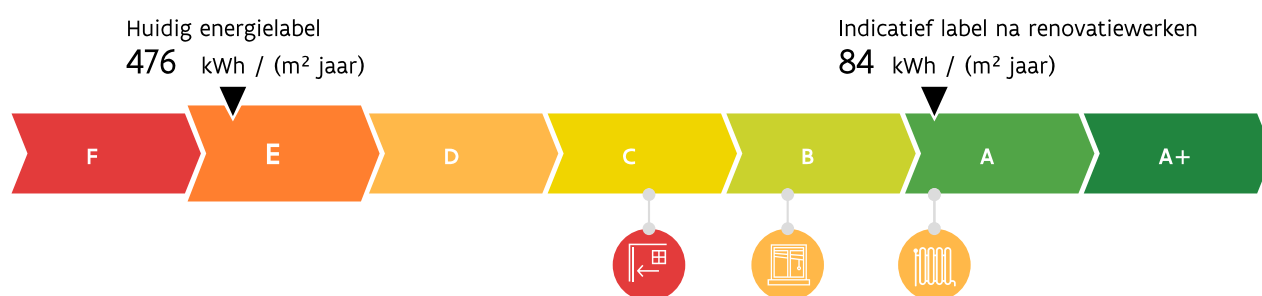 Huidig energielabel
476 kWh / (m² jaar)
Indicatief label na renovatiewerken
84 kWh / (m² jaar)
F E D C B A A+